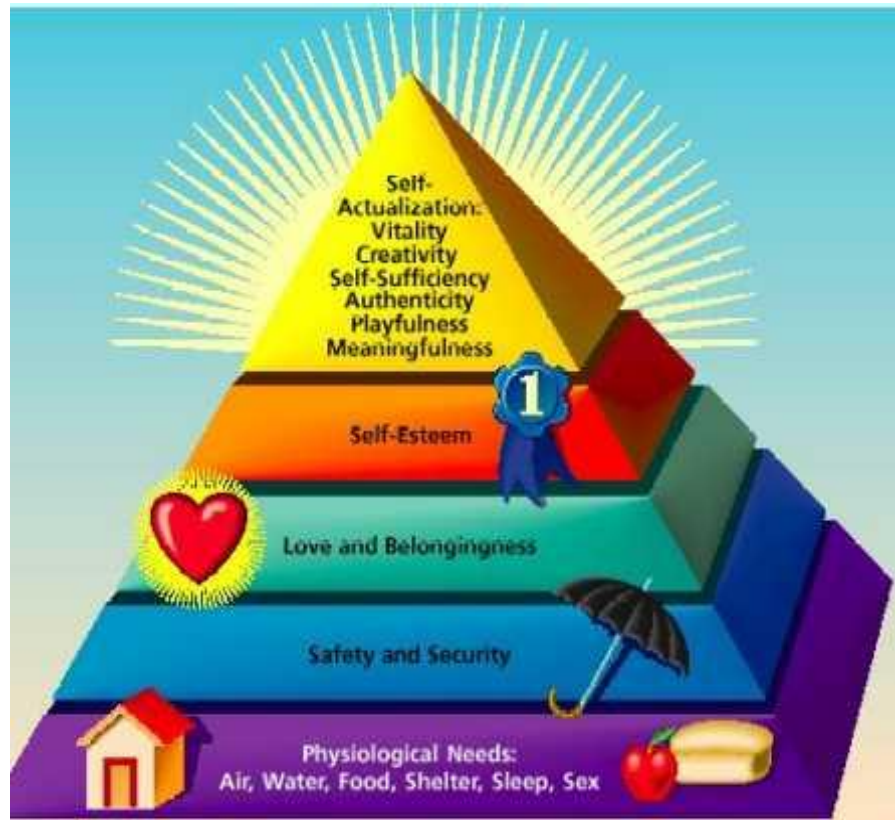 Self-
Actualization:
Vitality
Creativity
Self-Sufficiency
Authenticity
Playfulness
Meaningfulness
1
Self-Esteem
Love and Belongingness
Safety and Security
Physiological Needs:
Air, Water, Food, Shelter, Sleep, Sex